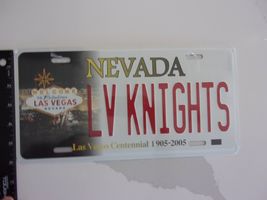 NEVADA
WELCOME
TO Fabulous
LAS VEGAS
NEVADA
LV KNIGHTS
Las Vegas Centennial 1905-2005